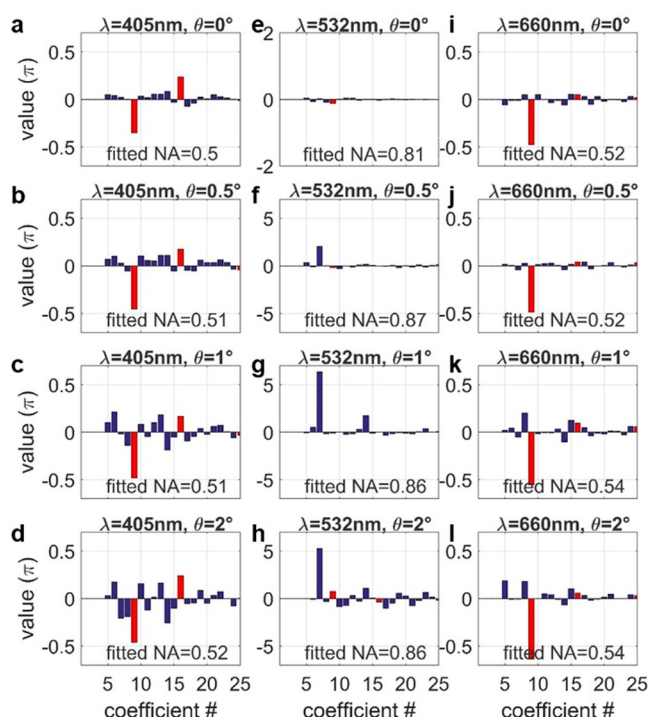 a λ=405nm, θ=0° e λ=532nm, θ=0° i λ=660nm, θ=0°
value (π)
0.5
0
-0.5
fitted NA=0.5
2
0
-2
fitted NA=0.81
0.5
0
-0.5
fitted NA=0.52
b λ=405nm, θ=0.5° f λ=532nm, θ=0.5° j λ=660nm, θ=0.5°
value (π)
0.5
0
-0.5
fitted NA=0.51
5
0
-5
fitted NA=0.87
0.5
0
-0.5
fitted NA=0.52
c λ=405nm, θ=1° g λ=532nm, θ=1° k λ=660nm, θ=1°
value (π)
0.5
0
-0.5
fitted NA=0.51
5
0
-5
fitted NA=0.86
0.5
0
-0.5
fitted NA=0.54
d λ=405nm, θ=2° h λ=532nm, θ=2° l λ=660nm, θ=2°
value (π)
0.5
0
-0.5
fitted NA=0.52
5
0
-5
fitted NA=0.86
0.5
0
-0.5
fitted NA=0.54
5 15 20 25
5 15 20 25
5 15 20 25
coefficient # coefficient # coefficient #